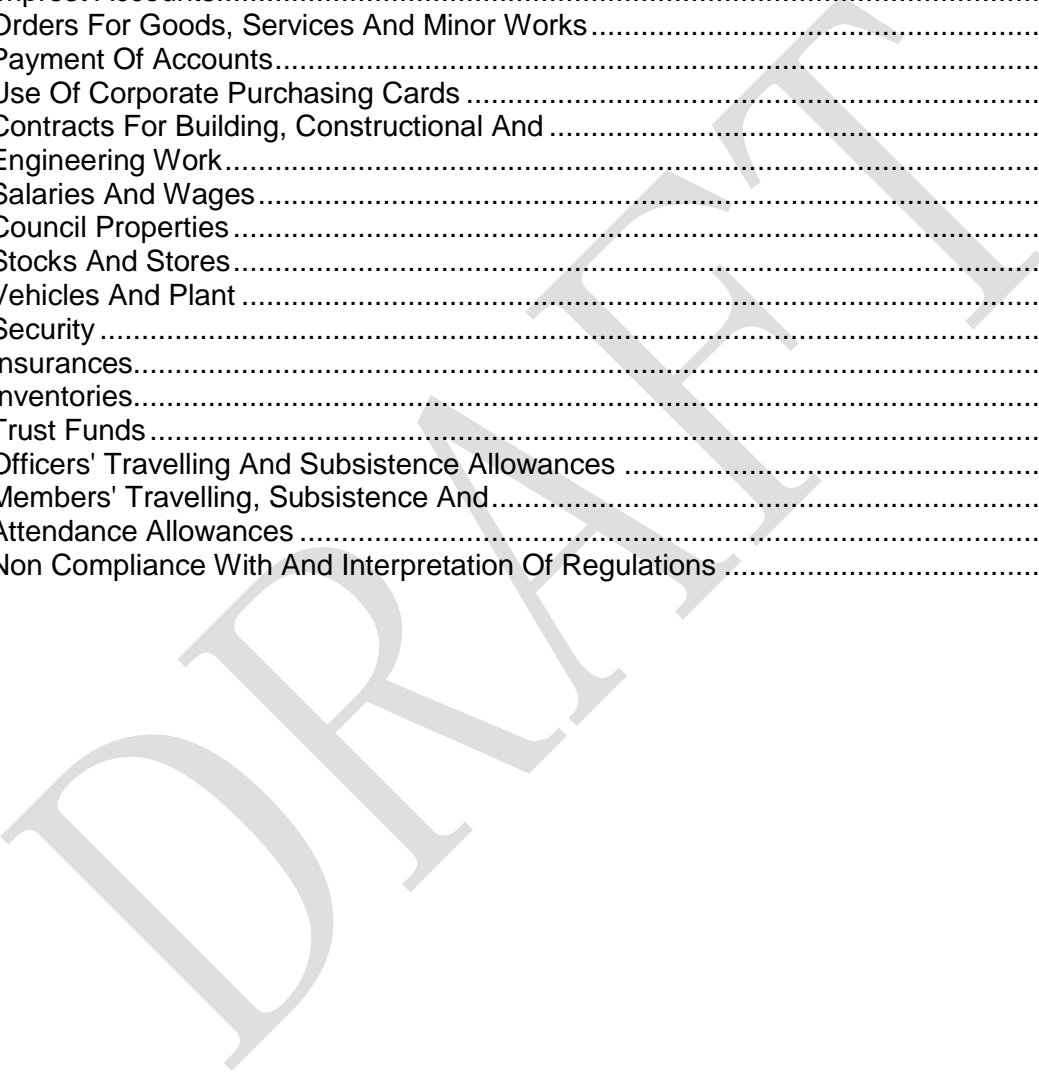 Orders For Goods, Services And Minor Works....................................................
Payment Of Accounts............................................................................................
Use Of Corporate Purchasing Cards .....................................................................
Contracts For Building, Constructional And ...........................................................
Engineering Work..................................................................................................
Salaries And Wages..............................................................................................
Council Properties.................................................................................................
Stocks And Stores.................................................................................................
Vehicles And Plant ................................................................................................
Security .................................................................................................................
nsurances.............................................................................................................
nventories.............................................................................................................
Trust Funds ...........................................................................................................
Officers' Travelling And Subsistence Allowances ..................................................
Members' Travelling, Subsistence And..................................................................
Attendance Allowances .........................................................................................
Non Compliance With And Interpretation Of Regulations ......................................
DRAFT